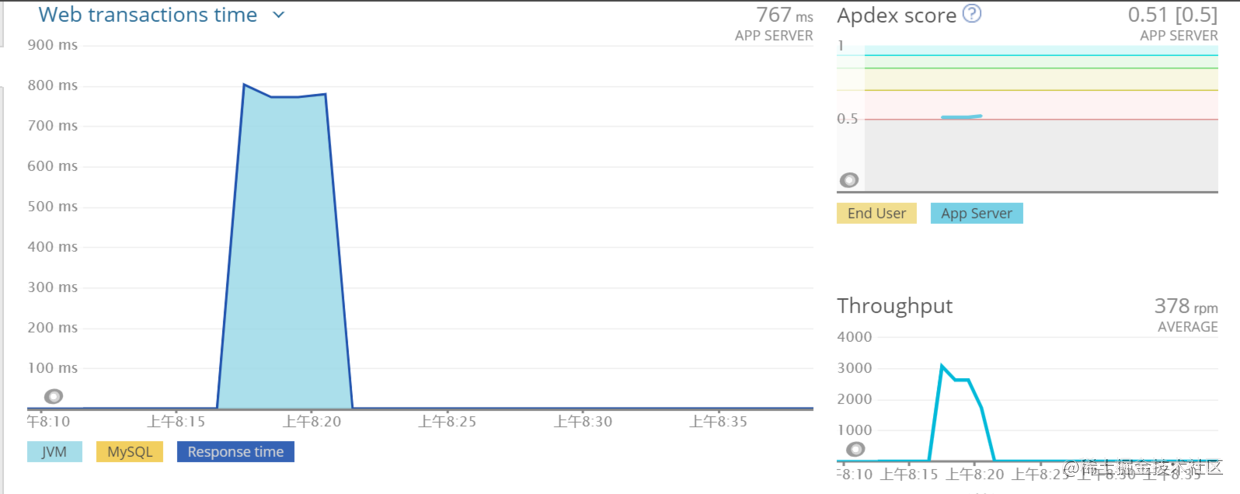 Web transactions time
767 ms
APP SERVER
900 ms
800 ms
700 ms
600 ms
500 ms
400 ms
300 ms
200 ms
100 ms
午8:10 上午8:15 上午8:20 上午8:25 上午8:30 上午8:35
JVM MySQL Response time
Apdex score ?
0.51 [0.5]
APP SERVER
1
0.5
End User App Server
Throughput
378 rpm
AVERAGE
4000
3000
2000
1000
8:10 上午8:15 上午8:20 上午8:25 上午8:30 上午8:35
@稀土掘金技术社区